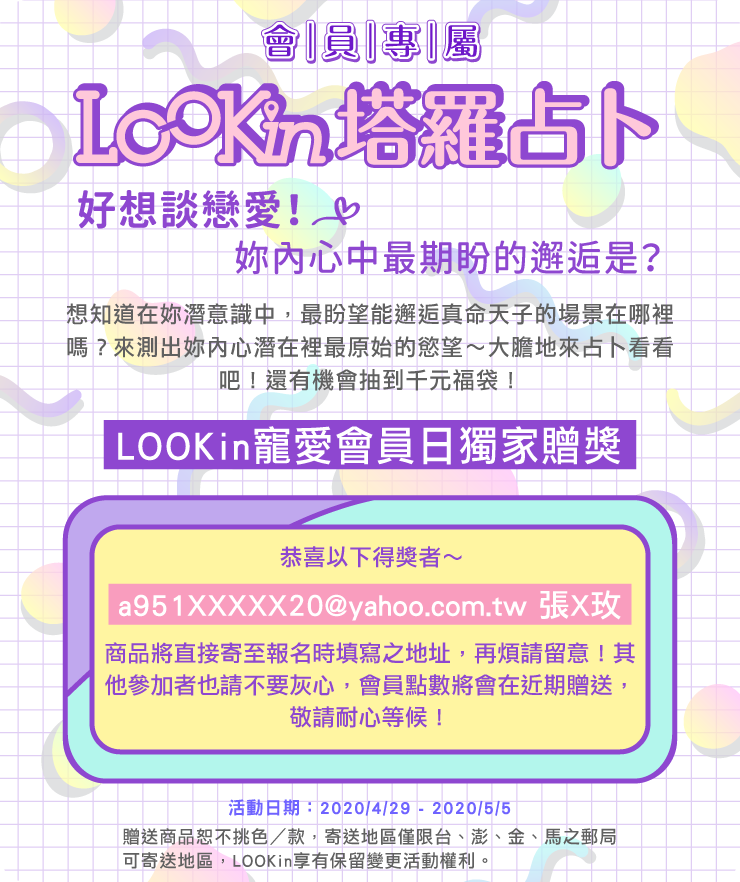 會|員|專|屬
LOOKin塔羅占卜
好想談戀愛!
妳內心中最期盼的邂逅是?
想知道在妳潛意識中,最盼望能邂逅真命天子的場景在哪裡
嗎?來測出妳內心潛在裡最原始的慾望～大膽地來占卜看看
吧!還有機會抽到千元福袋!
LOOKin寵愛會員日獨家贈獎
恭喜以下得獎者～
a951XXXXX20@yahoo.com.tw 張X玫
商品將直接寄至報名時填寫之地址,再煩請留意!其
他參加者也請不要灰心,會員點數將會在近期贈送,
敬請耐心等候!
活動日期:2020/4/29 - 2020/5/5
贈送商品恕不挑色/款,寄送地區僅限台、澎、金、馬之郵局
可寄送地區,LOOKin享有保留變更活動權利。